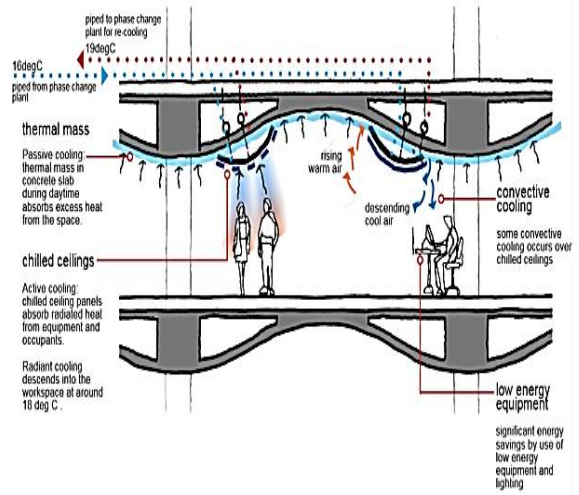 piped to phase change
plant for re-cooling
19degC
16degC
piped from phase change
plant
thermal mass
Passive cooling:
thermal mass in
concrete slab
during daytime
absorbs excess heat
from the space.
chilled ceilings
Active cooling:
chilled ceiling panels
absorb radiated heat
from equipment and
occupants.
Radiant cooling
descends into the
workspace at around
18 deg C .
rising
warm air
descending
cool air
convective
cooling
some convective
cooling occurs over
chilled ceilings
low energy
equipment
significant energy
savings by use of
low energy
equipment and
lighting